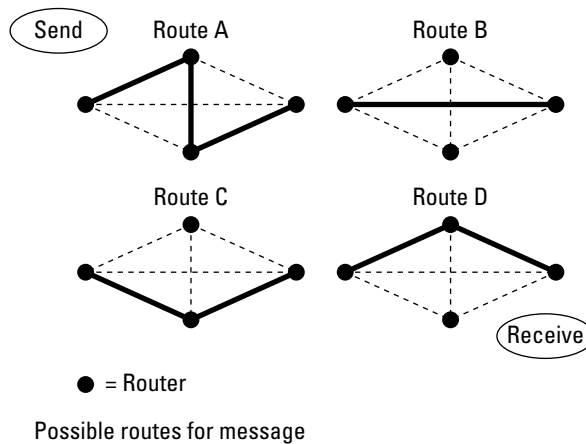 Send
Route A
Route B
Route C
Route D
Receive
= Router
Possible routes for message